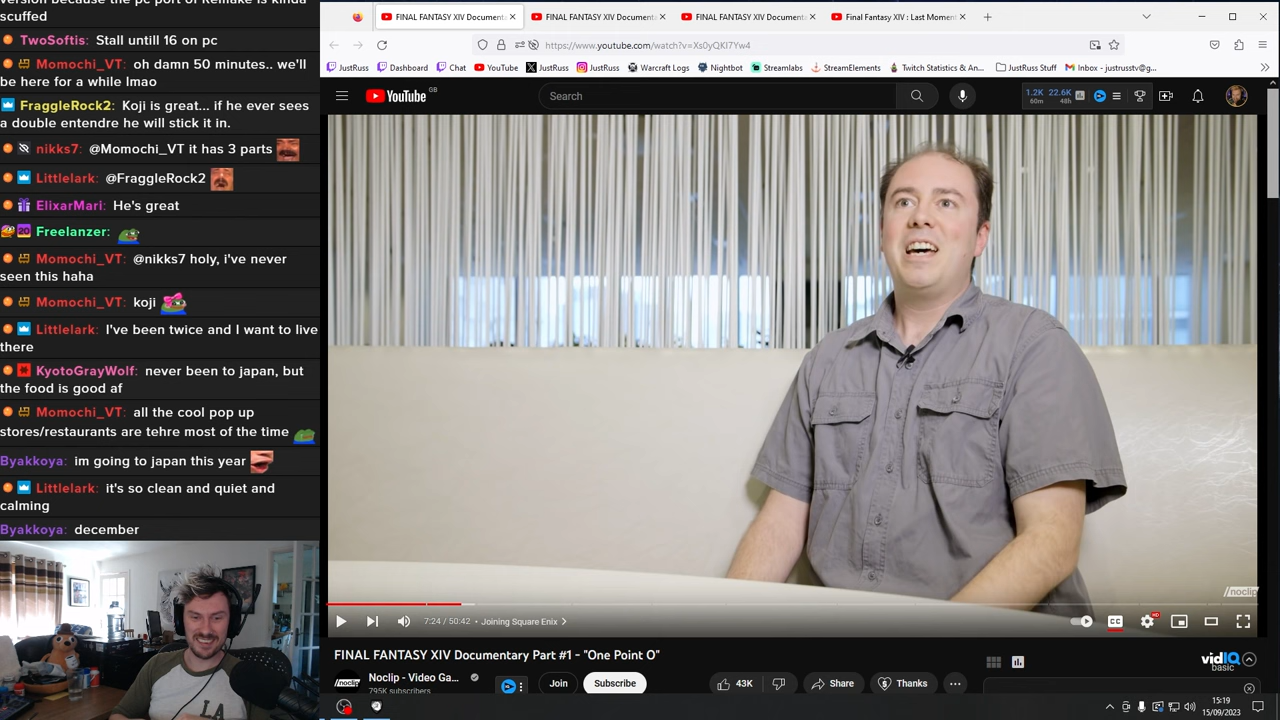 version because the pc port of Remake is kinda
scuffed
TwoSoftis: Stall untill 16 on pc
Momochi_VT: oh damn 50 minutes.. we'll
be here for a while lmao
FraggleRock2: Koji is great... if he ever sees
a double entendre he will stick it in.
nikks7: @Momochi_VT it has 3 parts
Littlelark: @FraggleRock2
ElixarMari: He's great
Freelanzer:
Momochi_VT: @nikks7 holy, i've never
seen this haha
Momochi_VT: koji
Littlelark: I've been twice and I want to live
there
KyotoGrayWolf: never been to japan, but
the food is good af
Momochi_VT: all the cool pop up
stores/restaurants are tehre most of the time
Byakkoya: im going to japan this year
Littlelark: it's so clean and quiet and
calming
Byakkoya: december
FINAL FANTASY XIV Documenta
FINAL FANTASY XIV Documenta
FINAL FANTASY XIV Documenta
Final Fantasy XIV : Last Moment
https://www.youtube.com/watch?v=Xs0yQKI7Yw4
JustRuss
Dashboard
Chat
YouTube
JustRuss
JustRuss
Warcraft Logs
Nightbot
Streamlabs
StreamElements
Twitch Statistics & An...
JustRuss Stuff
Inbox - justrusstv@g...
YouTube GB
Search
1.2K 22.6K
60m 48h
noclip
7:24 / 50:42 • Joining Square Enix
CC
HD
FINAL FANTASY XIV Documentary Part #1 - "One Point O"
noclip
Noclip - Video Ga...
795K subscribers
Join
Subscribe
43K
Share
Thanks
vidIQ
basic
15:19
15/09/2023